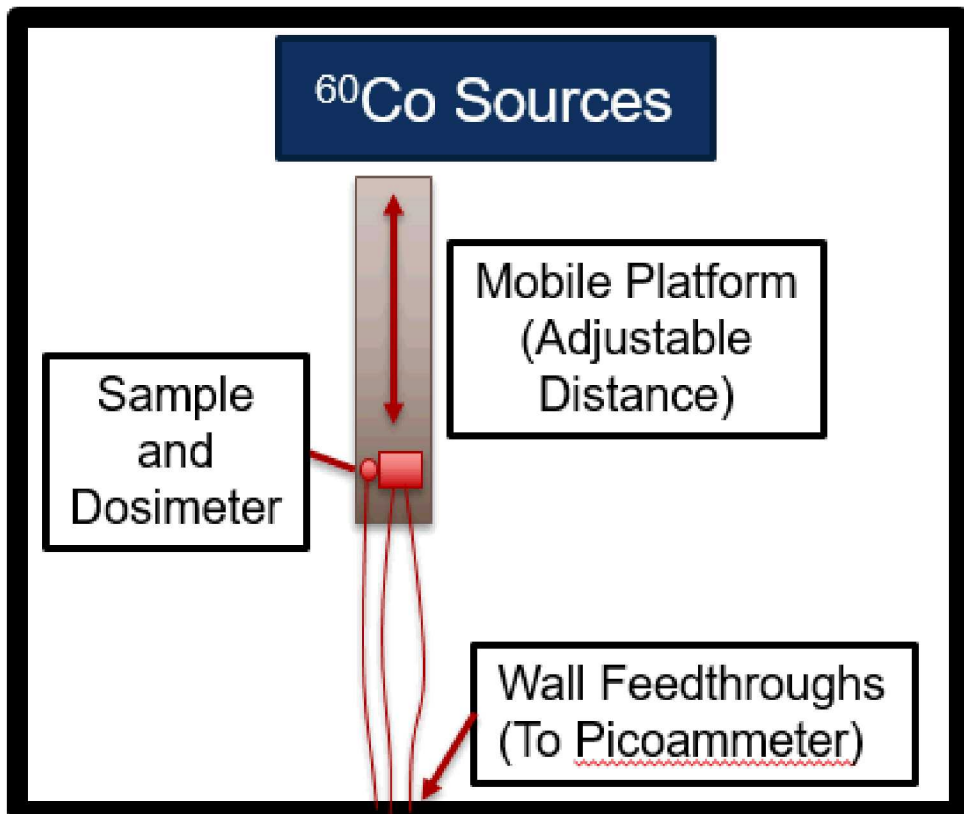 ⁶⁰Co Sources
Mobile Platform
(Adjustable
Distance)
Sample
and
Dosimeter
Wall Feedthroughs
(To Picoammeter)